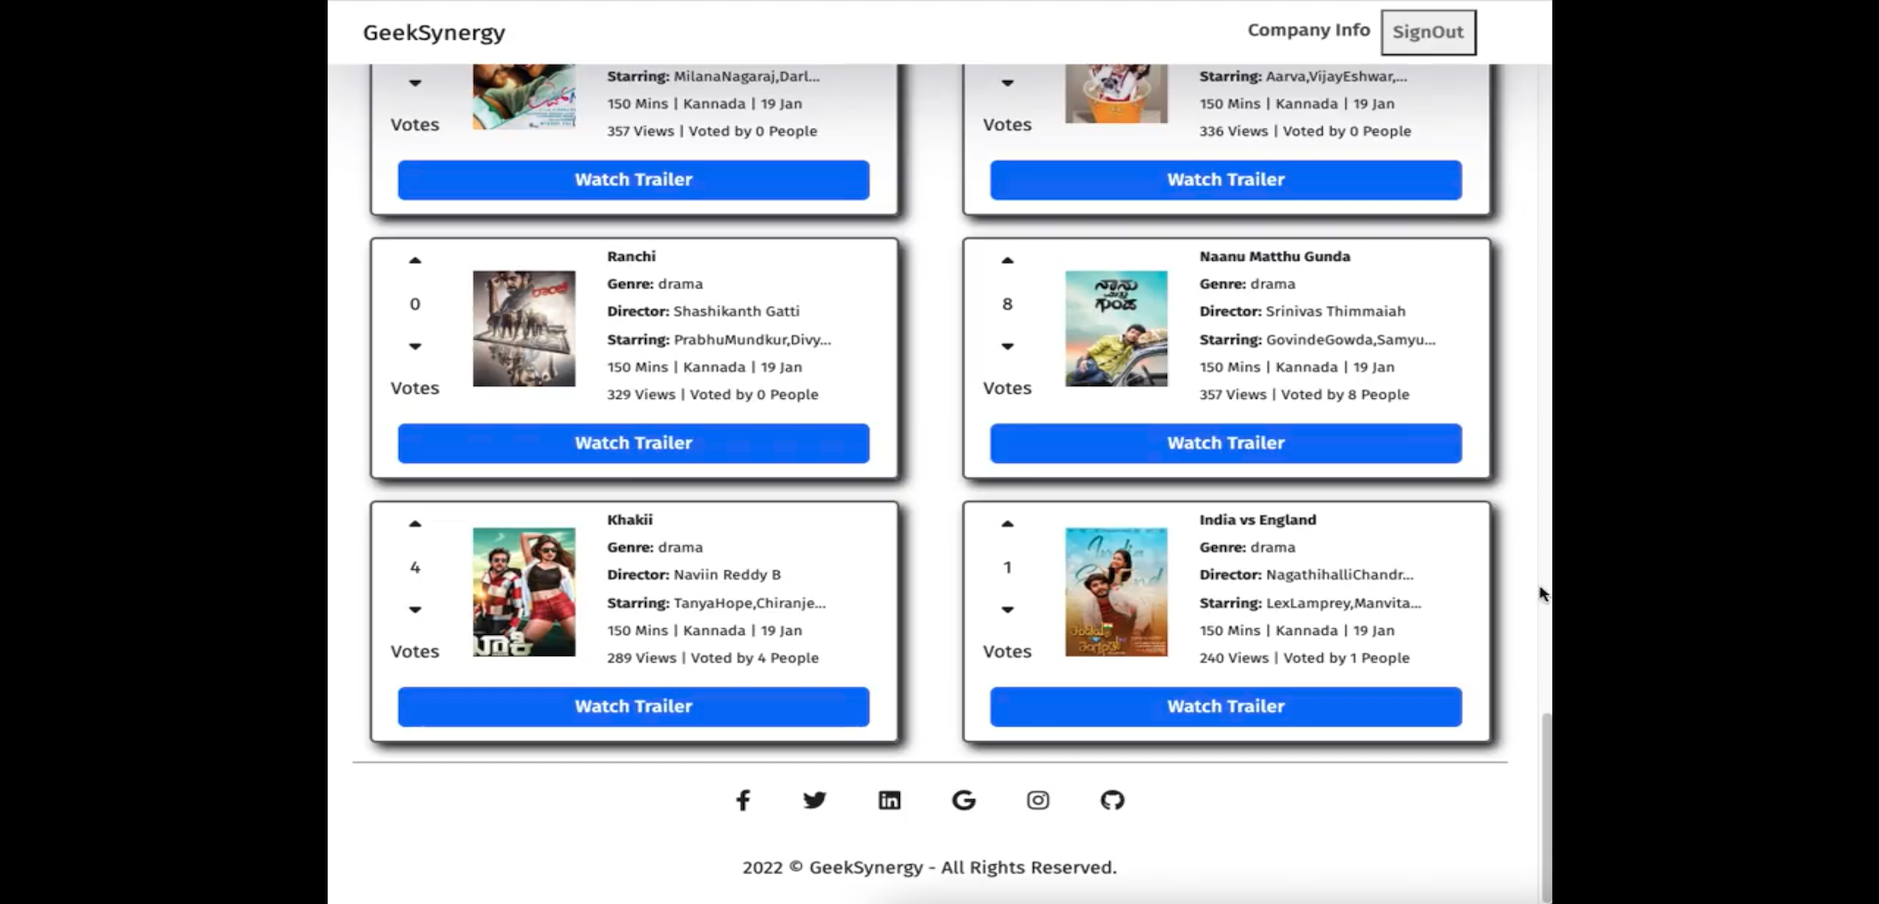 GeekSynergy
Company Info
SignOut
Starring: MilanaNagaraj,Darl...
150 Mins | Kannada | 19 Jan
Votes
357 Views | Voted by 0 People
Watch Trailer
Starring: Aarva,VijayEshwar,...
150 Mins | Kannada | 19 Jan
Votes
336 Views | Voted by 0 People
Watch Trailer
Ranchi
Genre: drama
0
Director: Shashikanth Gatti
Starring: PrabhuMundkur,Divy...
150 Mins | Kannada | 19 Jan
Votes
329 Views | Voted by 0 People
Watch Trailer
Naanu Matthu Gunda
Genre: drama
8
ನಾನು
ಮತ್ತು
ಗುಂಡ
Director: Srinivas Thimmaiah
Starring: GovindeGowda,Samyu...
150 Mins | Kannada | 19 Jan
Votes
357 Views | Voted by 8 People
Watch Trailer
Khakii
Genre: drama
4
Director: Naviin Reddy B
Starring: TanyaHope,Chiranje...
150 Mins | Kannada | 19 Jan
Votes
289 Views | Voted by 4 People
Watch Trailer
India vs England
Genre: drama
1
Director: NagathihalliChandr...
Starring: LexLamprey,Manvita...
150 Mins | Kannada | 19 Jan
Votes
240 Views | Voted by 1 People
Watch Trailer
2022 © GeekSynergy - All Rights Reserved.